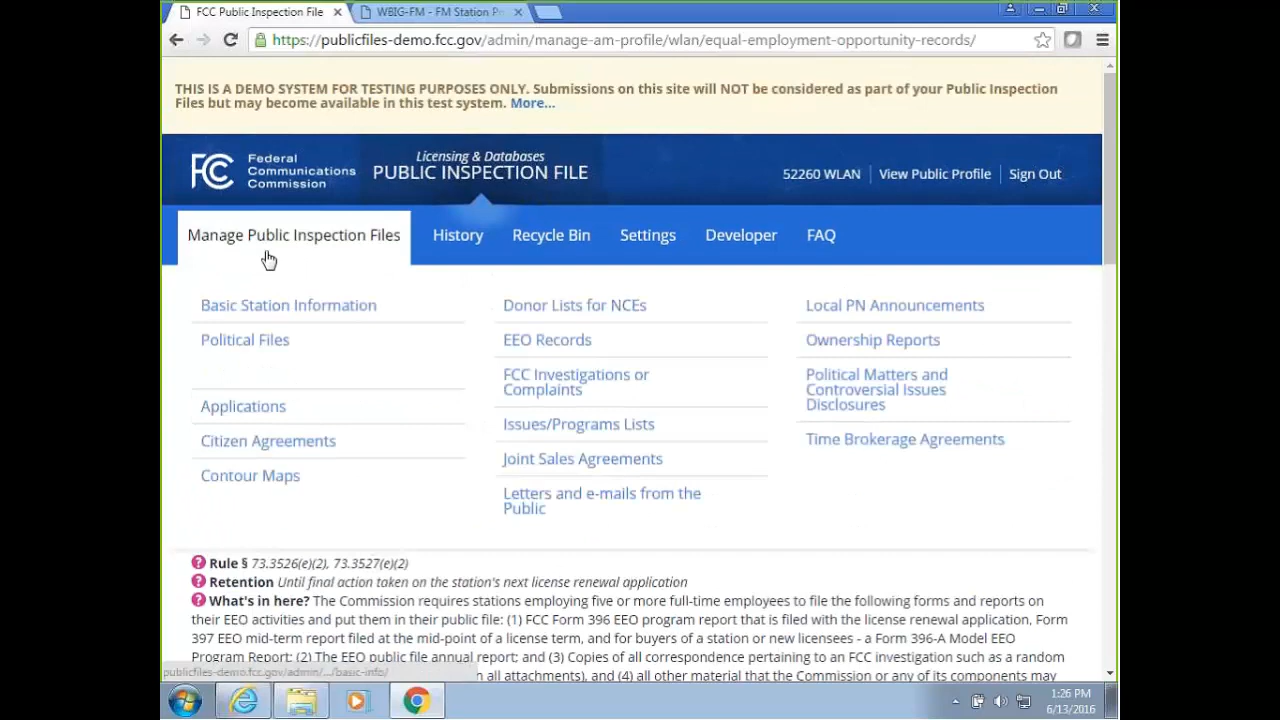 FCC Public Inspection File
WBIG-FM - FM Station Pr
https://publicfiles-demo.fcc.gov/admin/manage-am-profile/wlan/equal-employment-opportunity-records/
THIS IS A DEMO SYSTEM FOR TESTING PURPOSES ONLY. Submissions on this site will NOT be considered as part of your Public Inspection
Files but may become available in this test system. More...
FCC
Federal
Communications
Commission
Licensing & Databases
PUBLIC INSPECTION FILE
52260 WLAN
View Public Profile
Sign Out
Manage Public Inspection Files
History
Recycle Bin
Settings
Developer
FAQ
Basic Station Information
Political Files
Applications
Citizen Agreements
Contour Maps
Donor Lists for NCEs
EEO Records
FCC Investigations or
Complaints
Issues/Programs Lists
Joint Sales Agreements
Letters and e-mails from the
Public
Local PN Announcements
Ownership Reports
Political Matters and
Controversial Issues
Disclosures
Time Brokerage Agreements
Rule § 73.3526(e)(2), 73.3527(e)(2)
Retention Until final action taken on the station's next license renewal application
What's in here? The Commission requires stations employing five or more full-time employees to file the following forms and reports on
their EEO activities and put them in their public file: (1) FCC Form 396 EEO program report that is filed with the license renewal application, Form
397 EEO mid-term report filed at the mid-point of a license term, and for buyers of a station or new licensees - a Form 396-A Model EEO
Program Report; (2) The EEO public file annual report; and (3) Copies of all correspondence pertaining to an FCC investigation such as a random
all attachments), and (4) all other material that the Commission or any of its components may
publicfiles-demo.fcc.gov/admin/.../basic-info/
1:26 PM
6/13/2016